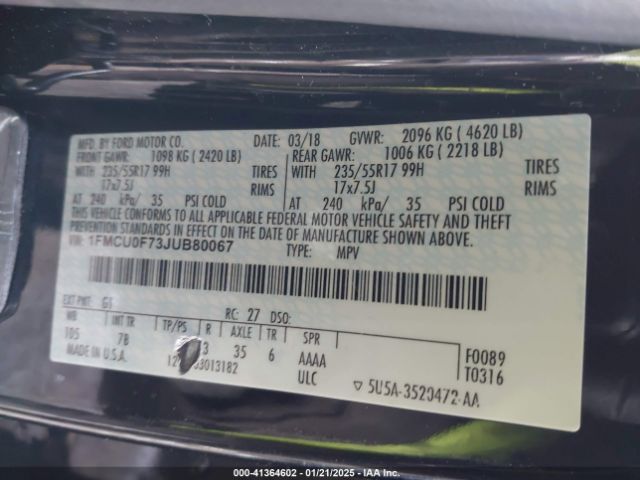 MFD. BY FORD MOTOR CO. DATE: 03/18 GVWR: 2096 KG ( 4620 LB)
FRONT GAWR: 1098 KG ( 2420 LB) REAR GAWR: 1006 KG ( 2218 LB)
WITH 235/55R17 99H TIRES WITH 235/55R17 99H TIRES
17x7.5J RIMS 17x7.5J RIMS
AT 240 kPa/ 35 PSI COLD AT 240 kPa/ 35 PSI COLD
THIS VEHICLE CONFORMS TO ALL APPLICABLE FEDERAL MOTOR VEHICLE SAFETY AND THEFT
PREVENTION STANDARDS IN EFFECT ON THE DATE OF MANUFACTURE SHOWN ABOVE.
VIN: 1FMCU0F73JUB80067
TYPE: MPV
EXT PNT: G1 RC: 27 DSO:
WB INT TR TP/PS R AXLE TR SPR
105 7B 3 35 6 AAAA F0089
MADE IN U.S.A. 3013182 ULC T0316
▽ 5U5A-3520472-AA
000-41364602 - 01/21/2025 - IAA Inc.